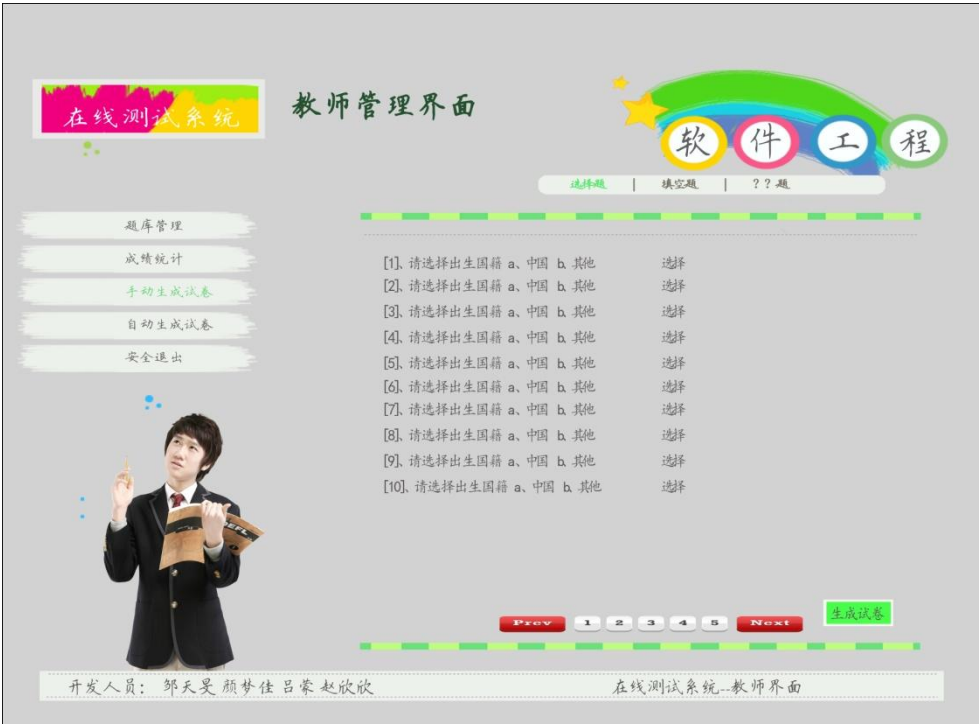 在线测试系统
教师管理界面
软件工程
选择题 | 填空题 | ??题
题库管理
成绩统计
手动生成试卷
自动生成试卷
安全退出
[1]、请选择出生国籍 a、中国 b、其他 选择
[2]、请选择出生国籍 a、中国 b、其他 选择
[3]、请选择出生国籍 a、中国 b、其他 选择
[4]、请选择出生国籍 a、中国 b、其他 选择
[5]、请选择出生国籍 a、中国 b、其他 选择
[6]、请选择出生国籍 a、中国 b、其他 选择
[7]、请选择出生国籍 a、中国 b、其他 选择
[8]、请选择出生国籍 a、中国 b、其他 选择
[9]、请选择出生国籍 a、中国 b、其他 选择
[10]、请选择出生国籍 a、中国 b、其他 选择
Prev 1 2 3 4 5 Next
生成试卷
开发人员： 邹天旻 颜梦佳 吕蒙 赵欣欣
在线测试系统--教师界面